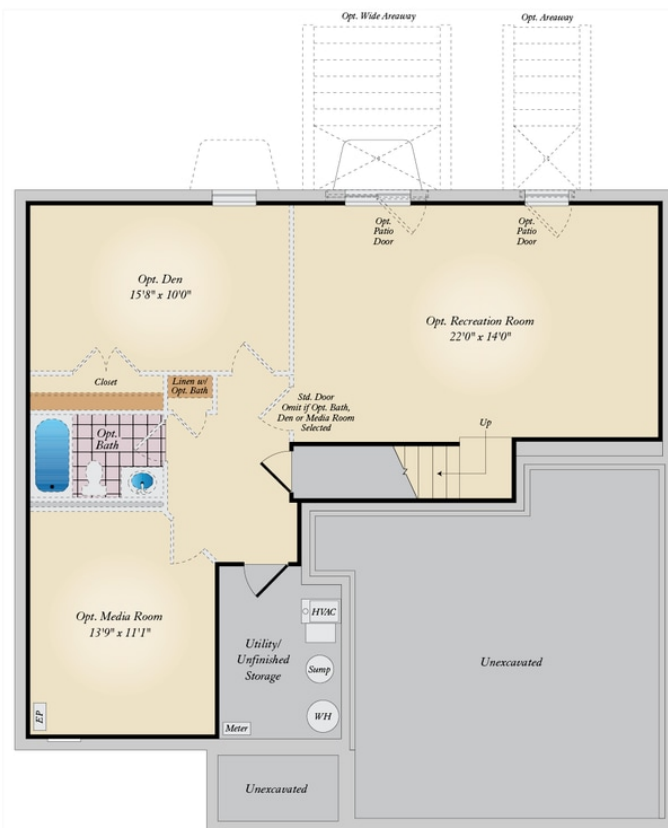 Opt. Wide Areaway
Opt. Areaway
Opt.
Patio
Door
Opt.
Patio
Door
Opt. Den
15'8" x 10'0"
Opt. Recreation Room
22'0" x 14'0"
Closet
Linen w/
Opt. Bath
Std. Door
Omit if Opt. Bath,
Den or Media Room
Selected
Up
Opt.
Bath
Opt. Media Room
13'9" x 11'1"
HVAC
Utility/
Unfinished
Storage
Sump
Unexcavated
EP
WH
Meter
Unexcavated